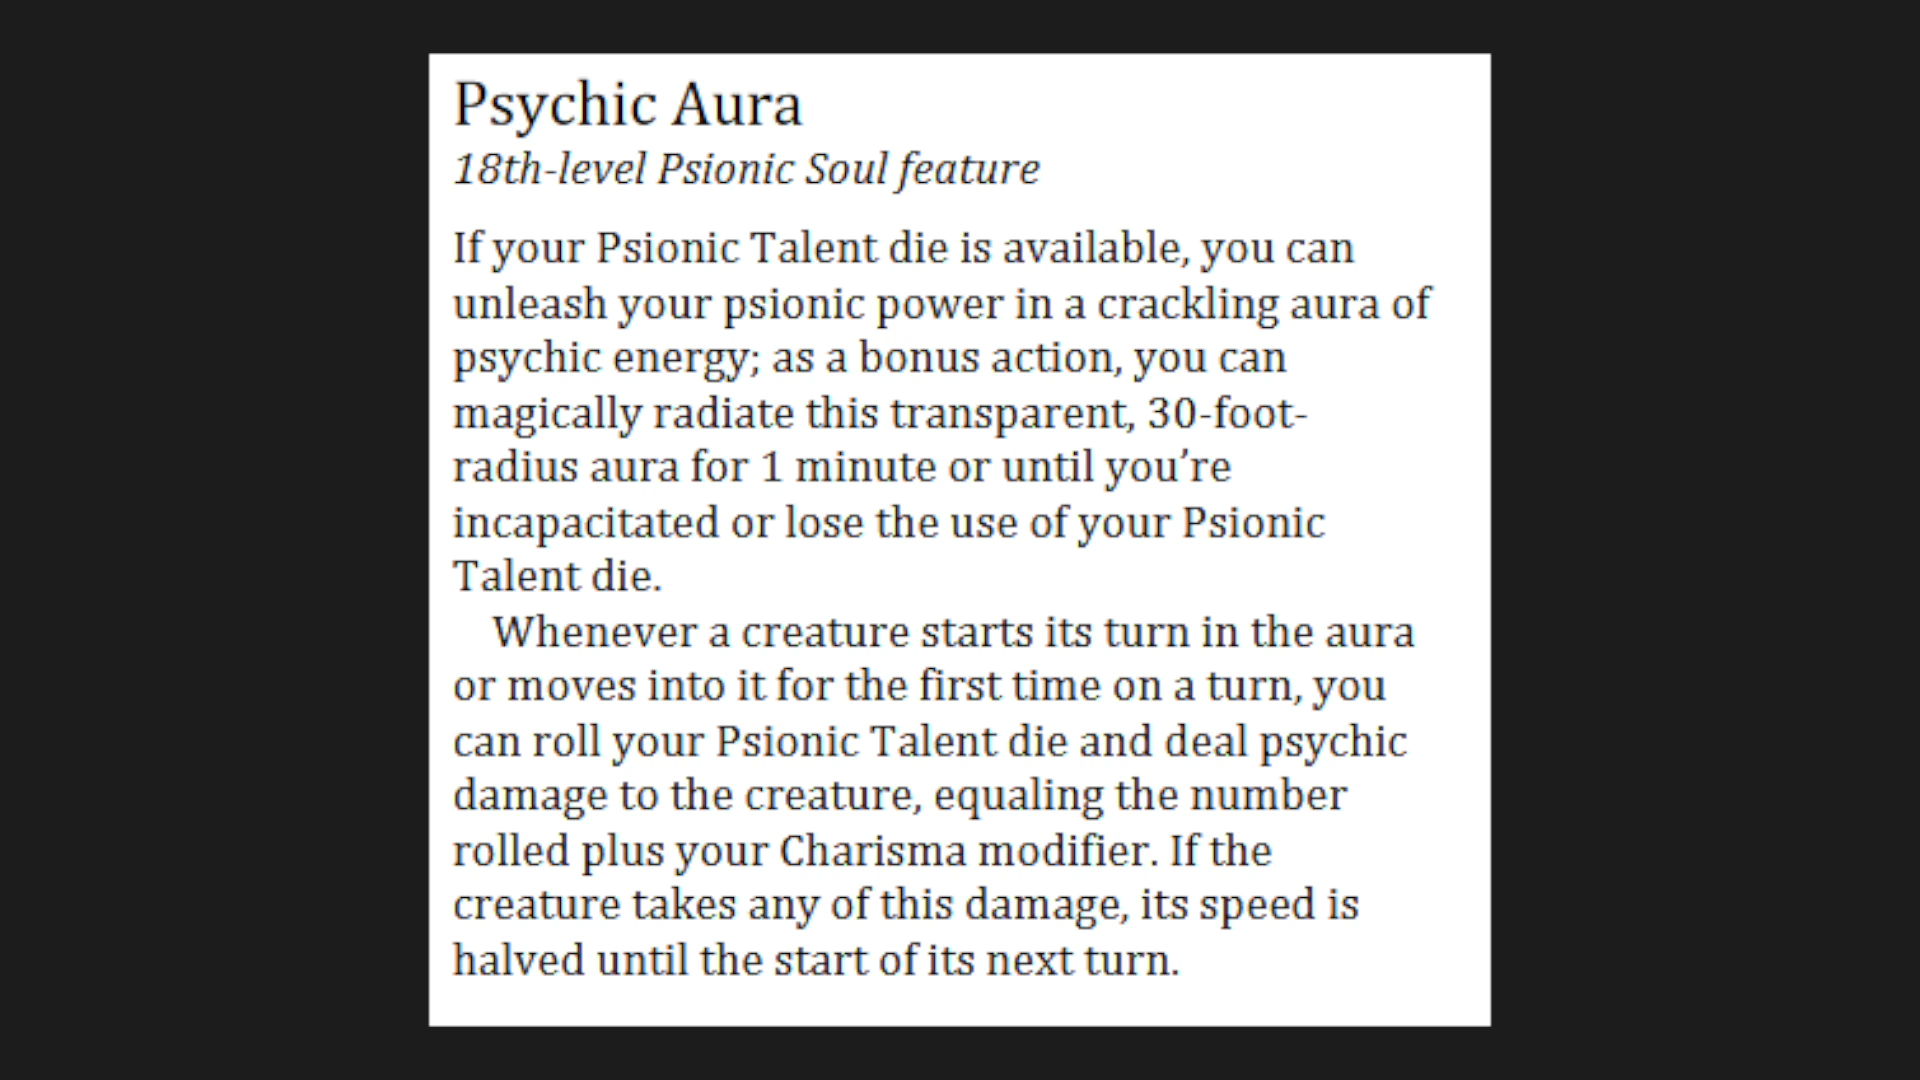 Psychic Aura
18th-level Psionic Soul feature
If your Psionic Talent die is available, you can
unleash your psionic power in a crackling aura of
psychic energy; as a bonus action, you can
magically radiate this transparent, 30-foot-
radius aura for 1 minute or until you’re
incapacitated or lose the use of your Psionic
Talent die.
Whenever a creature starts its turn in the aura
or moves into it for the first time on a turn, you
can roll your Psionic Talent die and deal psychic
damage to the creature, equaling the number
rolled plus your Charisma modifier. If the
creature takes any of this damage, its speed is
halved until the start of its next turn.